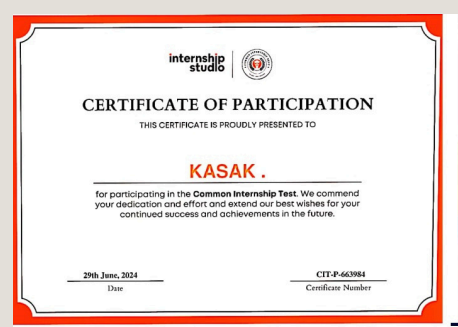 internship
studio
CERTIFICATE OF PARTICIPATION
THIS CERTIFICATE IS PROUDLY PRESENTED TO
KASAK .
for participating in the Common Internship Test. We commend
your dedication and effort and extend our best wishes for your
continued success and achievements in the future.
29th June, 2024
CIT-P-663984
Date
Certificate Number